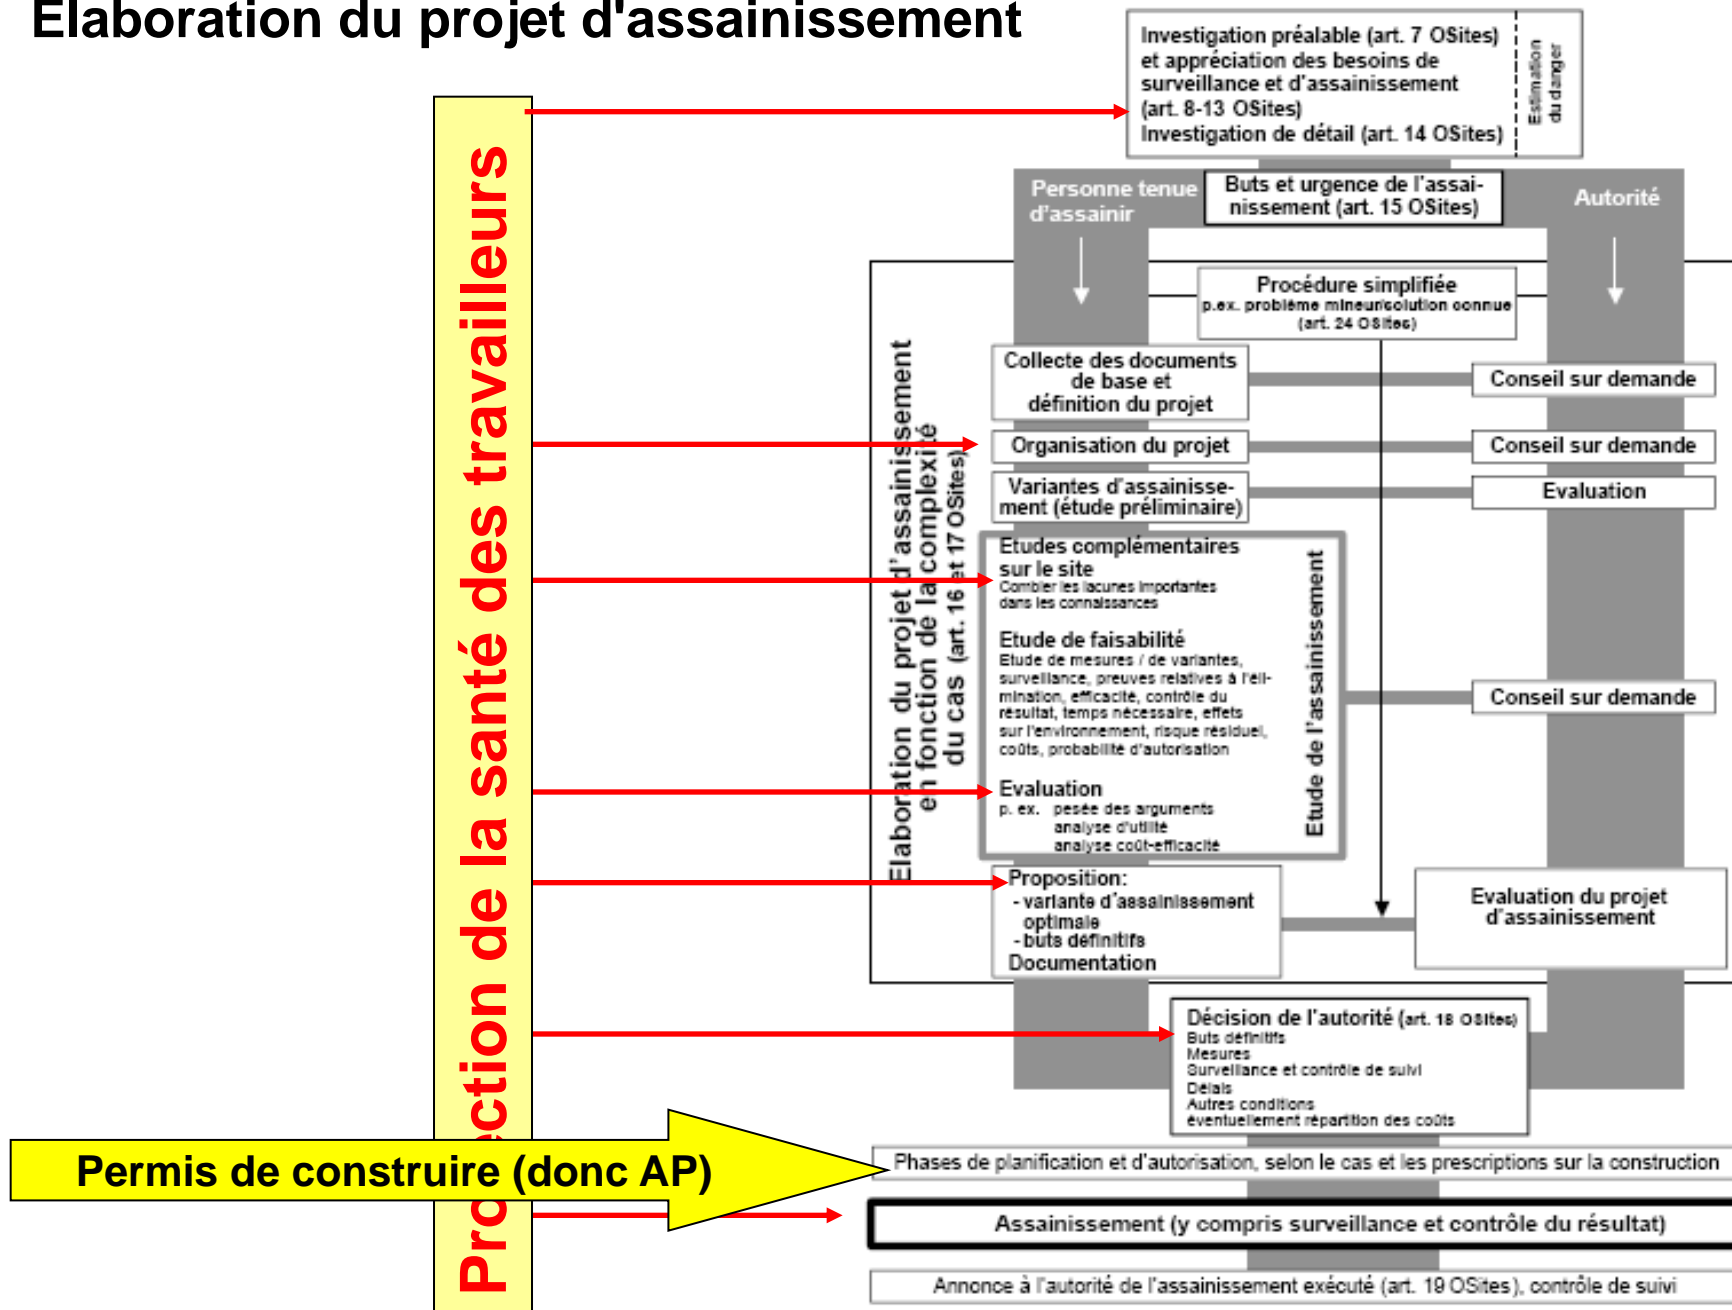 Elaboration du projet d'assainissement
Investigation préalable (art. 7 OSites)
et appréciation des besoins de
surveillance et d'assainissement
(art. 8-13 OSites)
Investigation de détail (art. 14 OSites)
Estimation
du danger
Personne tenue
d'assainir
Buts et urgence de l'assai-
nissement (art. 15 OSites)
Autorité
Procédure simplifiée
p.ex. problème mineur/solution connue
(art. 24 OSites)
Protection de la santé des travailleurs
Elaboration du projet d'assainissement
en fonction de la complexité
du cas (art. 16 et 17 OSites)
Collecte des documents
de base et
définition du projet
Conseil sur demande
Organisation du projet
Conseil sur demande
Variantes d'assainisse-
ment (étude préliminaire)
Evaluation
Etudes complémentaires
sur le site
Combler les lacunes importantes
dans les connaissances
Etude de faisabilité
Etude de mesures / de variantes,
surveillance, preuves relatives à l'éli-
mination, efficacité, contrôle du
résultat, temps nécessaire, effets
sur l'environnement, risque résiduel,
coûts, probabilité d'autorisation
Evaluation
p. ex. pesée des arguments
analyse d'utilité
analyse coût-efficacité
Etude de l'assainissement
Conseil sur demande
Proposition:
- variante d'assainissement
optimale
- buts définitifs
Documentation
Evaluation du projet
d'assainissement
Décision de l'autorité (art. 18 OSites)
Buts définitifs
Mesures
Surveillance et contrôle de suivi
Délais
Autres conditions
éventuellement répartition des coûts
Permis de construire (donc AP)
Phases de planification et d'autorisation, selon le cas et les prescriptions sur la construction
Assainissement (y compris surveillance et contrôle du résultat)
Annonce à l'autorité de l'assainissement exécuté (art. 19 OSites), contrôle de suivi